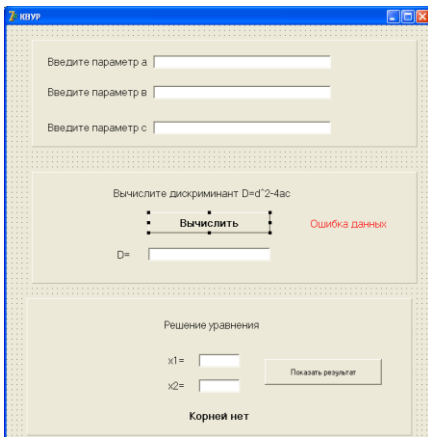 КВУР
Введите параметр а
Введите параметр в
Введите параметр с
Вычислите дискриминант D=d^2-4ac
Вычислить
Ошибка данных
D=
Решение уравнения
x1=
Показать результат
x2=
Корней нет